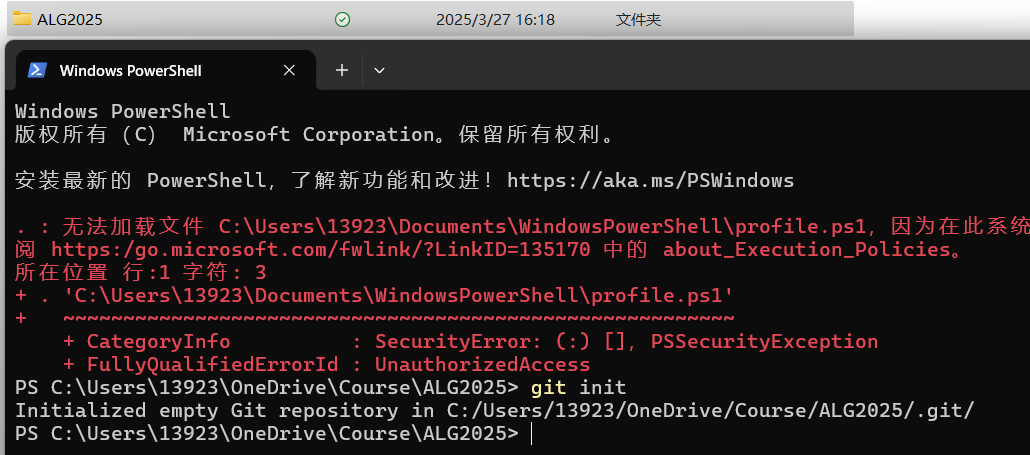 ALG2025 2025/3/27 16:18 文件夹
Windows PowerShell
Windows PowerShell
版权所有 (C) Microsoft Corporation。保留所有权利。
安装最新的 PowerShell，了解新功能和改进！https://aka.ms/PSWindows
. : 无法加载文件 C:\Users\13923\Documents\WindowsPowerShell\profile.ps1，因为在此系统
阅 https:/go.microsoft.com/fwlink/?LinkID=135170 中的 about_Execution_Policies。
所在位置 行:1 字符: 3
+ . 'C:\Users\13923\Documents\WindowsPowerShell\profile.ps1'
+   ~~~~~~~~~~~~~~~~~~~~~~~~~~~~~~~~~~~~~~~~~~~~~~~~~~~~~~~~
    + CategoryInfo          : SecurityError: (:) [], PSSecurityException
    + FullyQualifiedErrorId : UnauthorizedAccess
PS C:\Users\13923\OneDrive\Course\ALG2025> git init
Initialized empty Git repository in C:/Users/13923/OneDrive/Course/ALG2025/.git/
PS C:\Users\13923\OneDrive\Course\ALG2025>